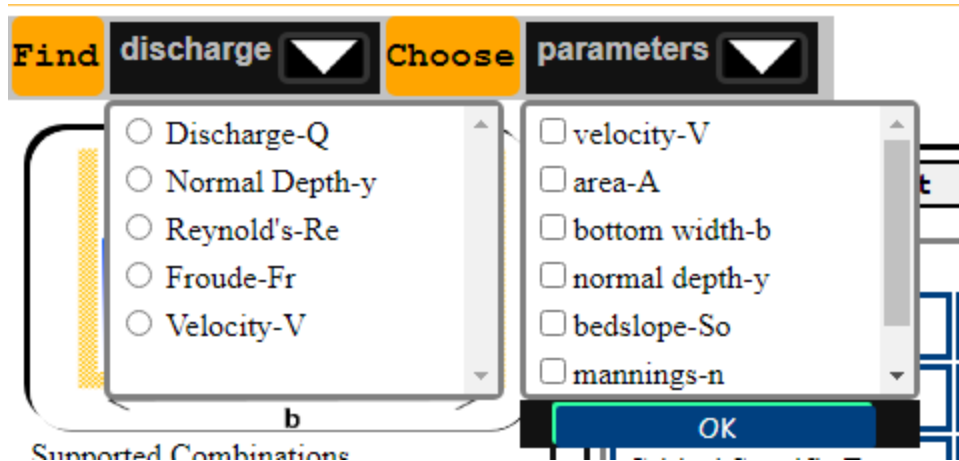 Find discharge Choose parameters
Discharge-Q
Normal Depth-y
Reynold's-Re
Froude-Fr
Velocity-V
velocity-V
area-A
bottom width-b
normal depth-y
bedslope-So
mannings-n
t
b
OK
Supported Combinations